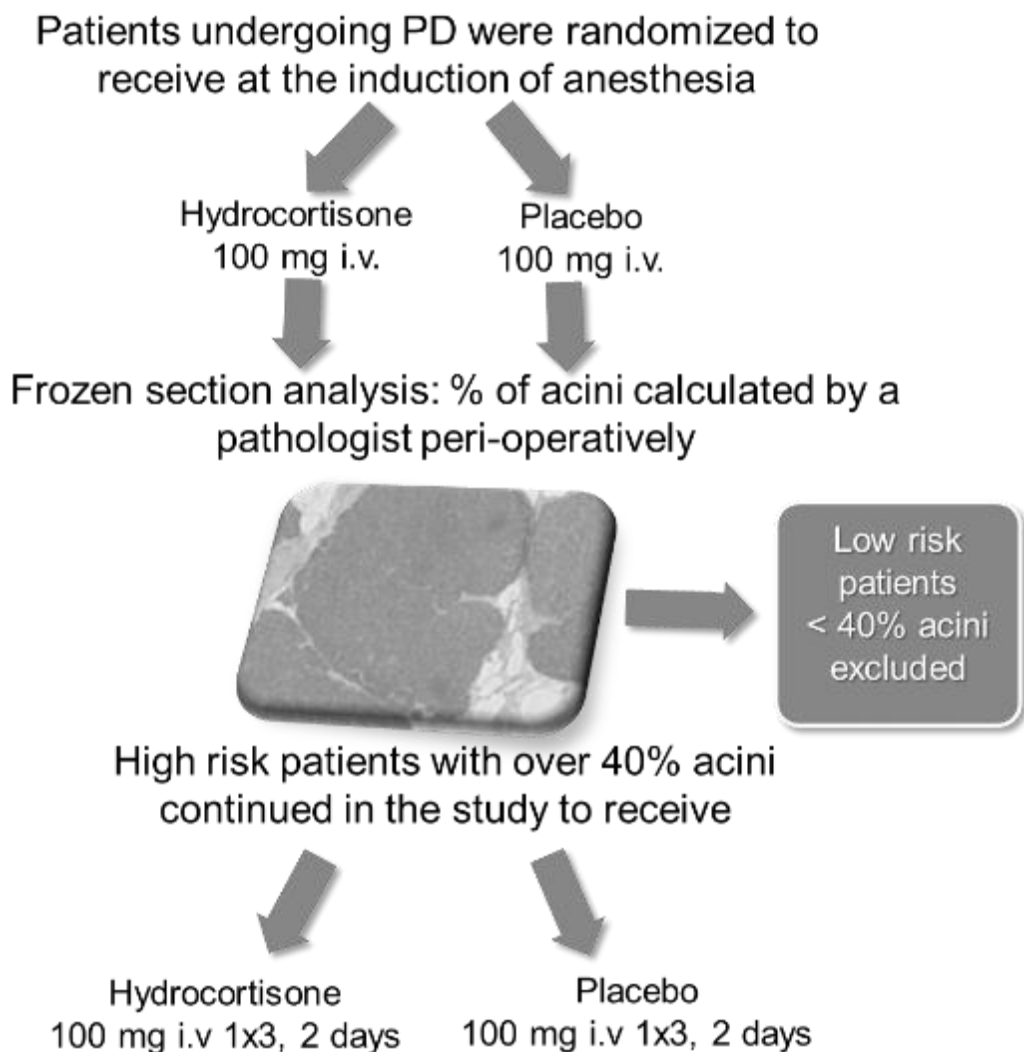 Patients undergoing PD were randomized to
receive at the induction of anesthesia
Hydrocortisone
100 mg i.v.
Placebo
100 mg i.v.
Frozen section analysis: % of acini calculated by a
pathologist peri-operatively
Low risk
patients
< 40% acini
excluded
High risk patients with over 40% acini
continued in the study to receive
Hydrocortisone
100 mg i.v 1x3, 2 days
Placebo
100 mg i.v 1x3, 2 days